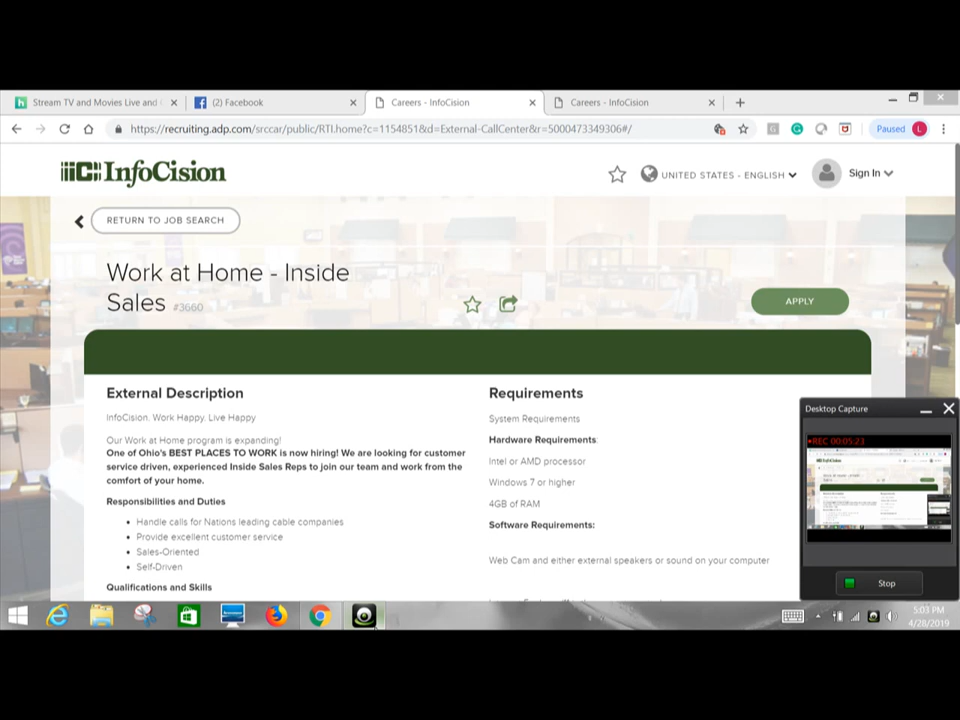 Stream TV and Movies Live and
(2) Facebook
Careers - InfoCision
Careers - InfoCision
https://recruiting.adp.com/srccar/public/RTI.home?c=1154851&d=External-CallCenter&r=5000473349306#/
Paused
L
InfoCision
UNITED STATES - ENGLISH
Sign In
RETURN TO JOB SEARCH
Work at Home - Inside
Sales #3660
APPLY
External Description
InfoCision. Work Happy. Live Happy
Our Work at Home program is expanding!
One of Ohio's BEST PLACES TO WORK is now hiring! We are looking for customer
service driven, experienced Inside Sales Reps to join our team and work from the
comfort of your home.
Responsibilities and Duties
Handle calls for Nations leading cable companies
Provide excellent customer service
Sales-Oriented
Self-Driven
Qualifications and Skills
Requirements
System Requirements
Hardware Requirements:
Intel or AMD processor
Windows 7 or higher
4GB of RAM
Software Requirements:
Web Cam and either external speakers or sound on your computer
Desktop Capture
REC 00:05:23
Stop
5:03 PM
4/28/2019